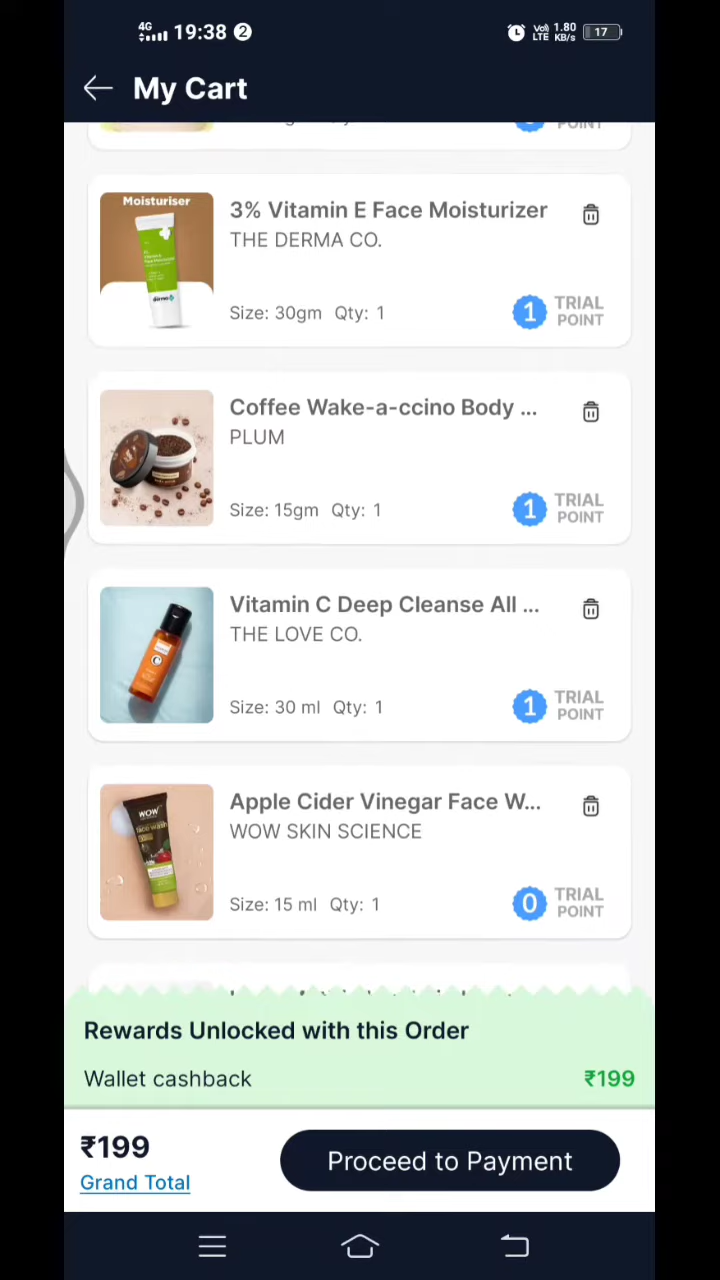 4G 19:38 2 Vo) 1.80
LTE KB/s 17
My Cart
POINT
Moisturiser
3% Vitamin E Face Moisturizer
THE DERMA CO.
Size: 30gm Qty: 1
1 TRIAL
POINT
Coffee Wake-a-ccino Body ...
PLUM
Size: 15gm Qty: 1
1 TRIAL
POINT
Vitamin C Deep Cleanse All ...
THE LOVE CO.
Size: 30 ml Qty: 1
1 TRIAL
POINT
WOW
face wash
Apple Cider Vinegar Face W...
WOW SKIN SCIENCE
Size: 15 ml Qty: 1
0 TRIAL
POINT
Rewards Unlocked with this Order
Wallet cashback ₹199
₹199
Grand Total
Proceed to Payment